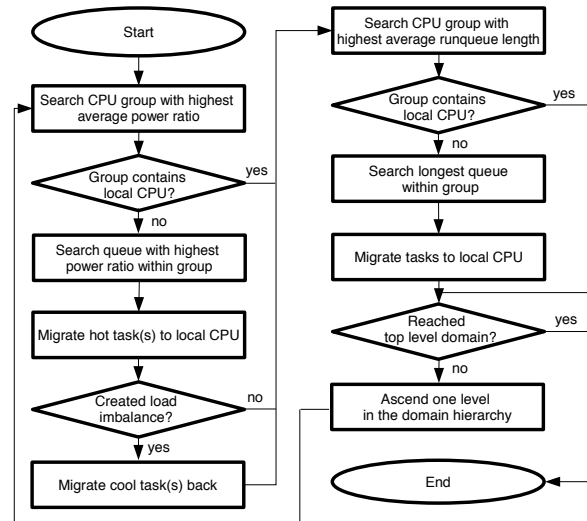 Start
Search CPU group with highest
average power ratio
Group contains
local CPU?
yes
no
Search queue with highest
power ratio within group
Migrate hot task(s) to local CPU
Created load
imbalance?
no
yes
Migrate cool task(s) back
Search CPU group with
highest average runqueue length
Group contains
local CPU?
yes
no
Search longest queue
within group
Migrate tasks to local CPU
Reached
top level domain?
yes
no
Ascend one level
in the domain hierarchy
End